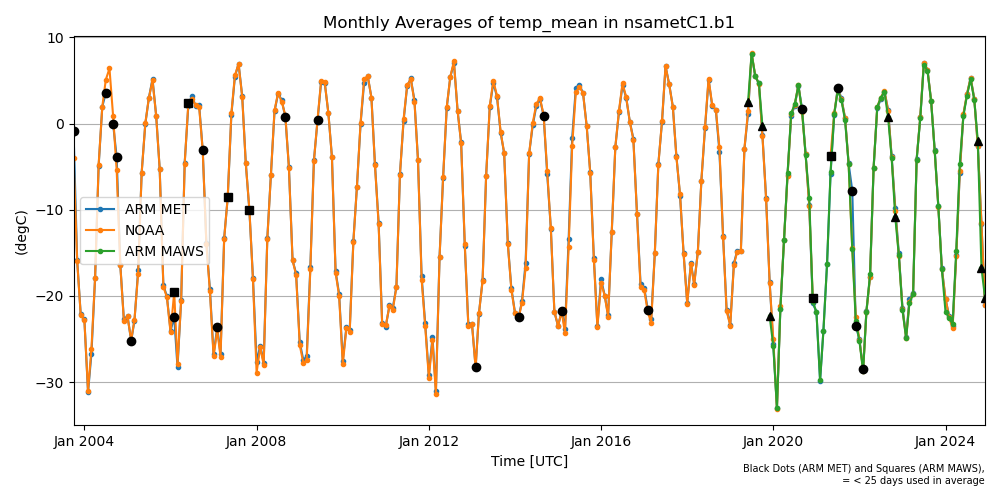 Monthly Averages of temp_mean in nsametC1.b1
10
0
−10
−20
−30
(degC)
ARM MET
NOAA
ARM MAWS
Jan 2004
Jan 2008
Jan 2012
Jan 2016
Jan 2020
Jan 2024
Time [UTC]
Black Dots (ARM MET) and Squares (ARM MAWS),
= < 25 days used in average